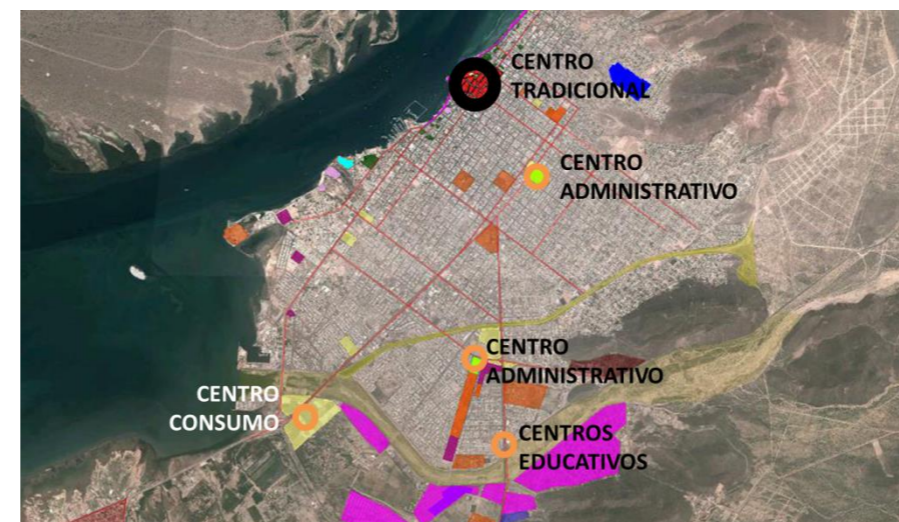 CENTRO
TRADICIONAL
CENTRO
ADMINISTRATIVO
CENTRO
ADMINISTRATIVO
CENTRO
CONSUMO
CENTROS
EDUCATIVOS